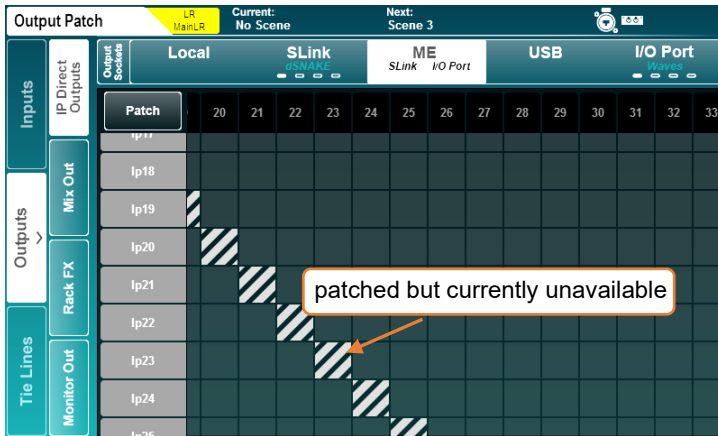 Output Patch
LR
MainLR
Current:
No Scene
Next:
Scene 3
Inputs
Outputs
Tie Lines
IP Direct
Outputs
Mix Out
Rack FX
Monitor Out
Output
Sockets
Local
SLink
dSNAKE
ME
SLink I/O Port
USB
I/O Port
Waves
Patch
20 21 22 23 24 25 26 27 28 29 30 31 32 33
Ip17
Ip18
Ip19
Ip20
Ip21
patched but currently unavailable
Ip22
Ip23
Ip24
Ip25